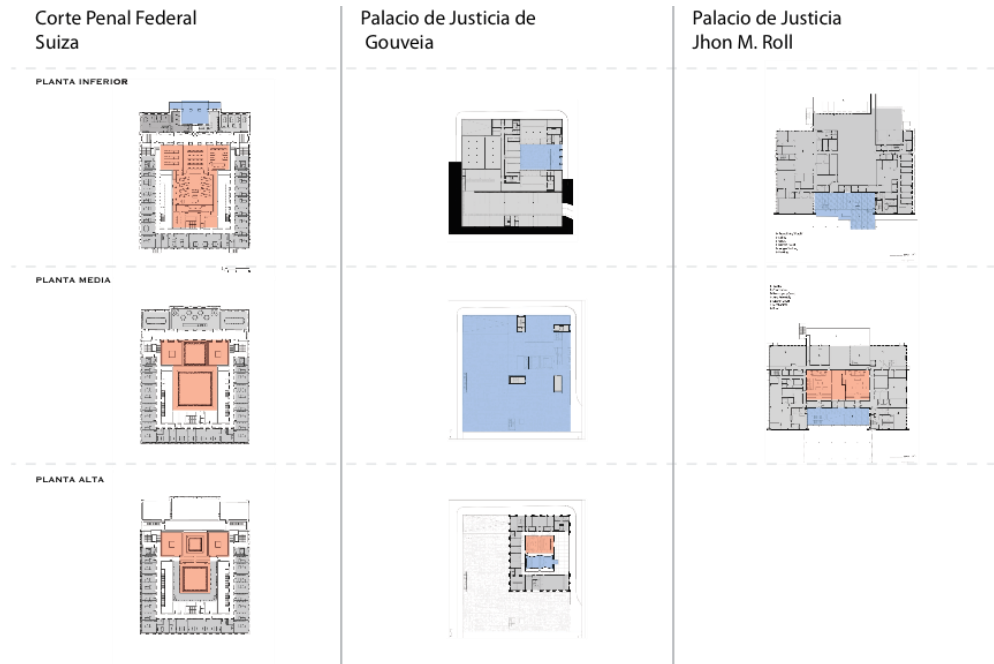 Corte Penal Federal
Suiza
Palacio de Justicia de
Gouveia
Palacio de Justicia
Jhon M. Roll
PLANTA INFERIOR
PLANTA MEDIA
PLANTA ALTA